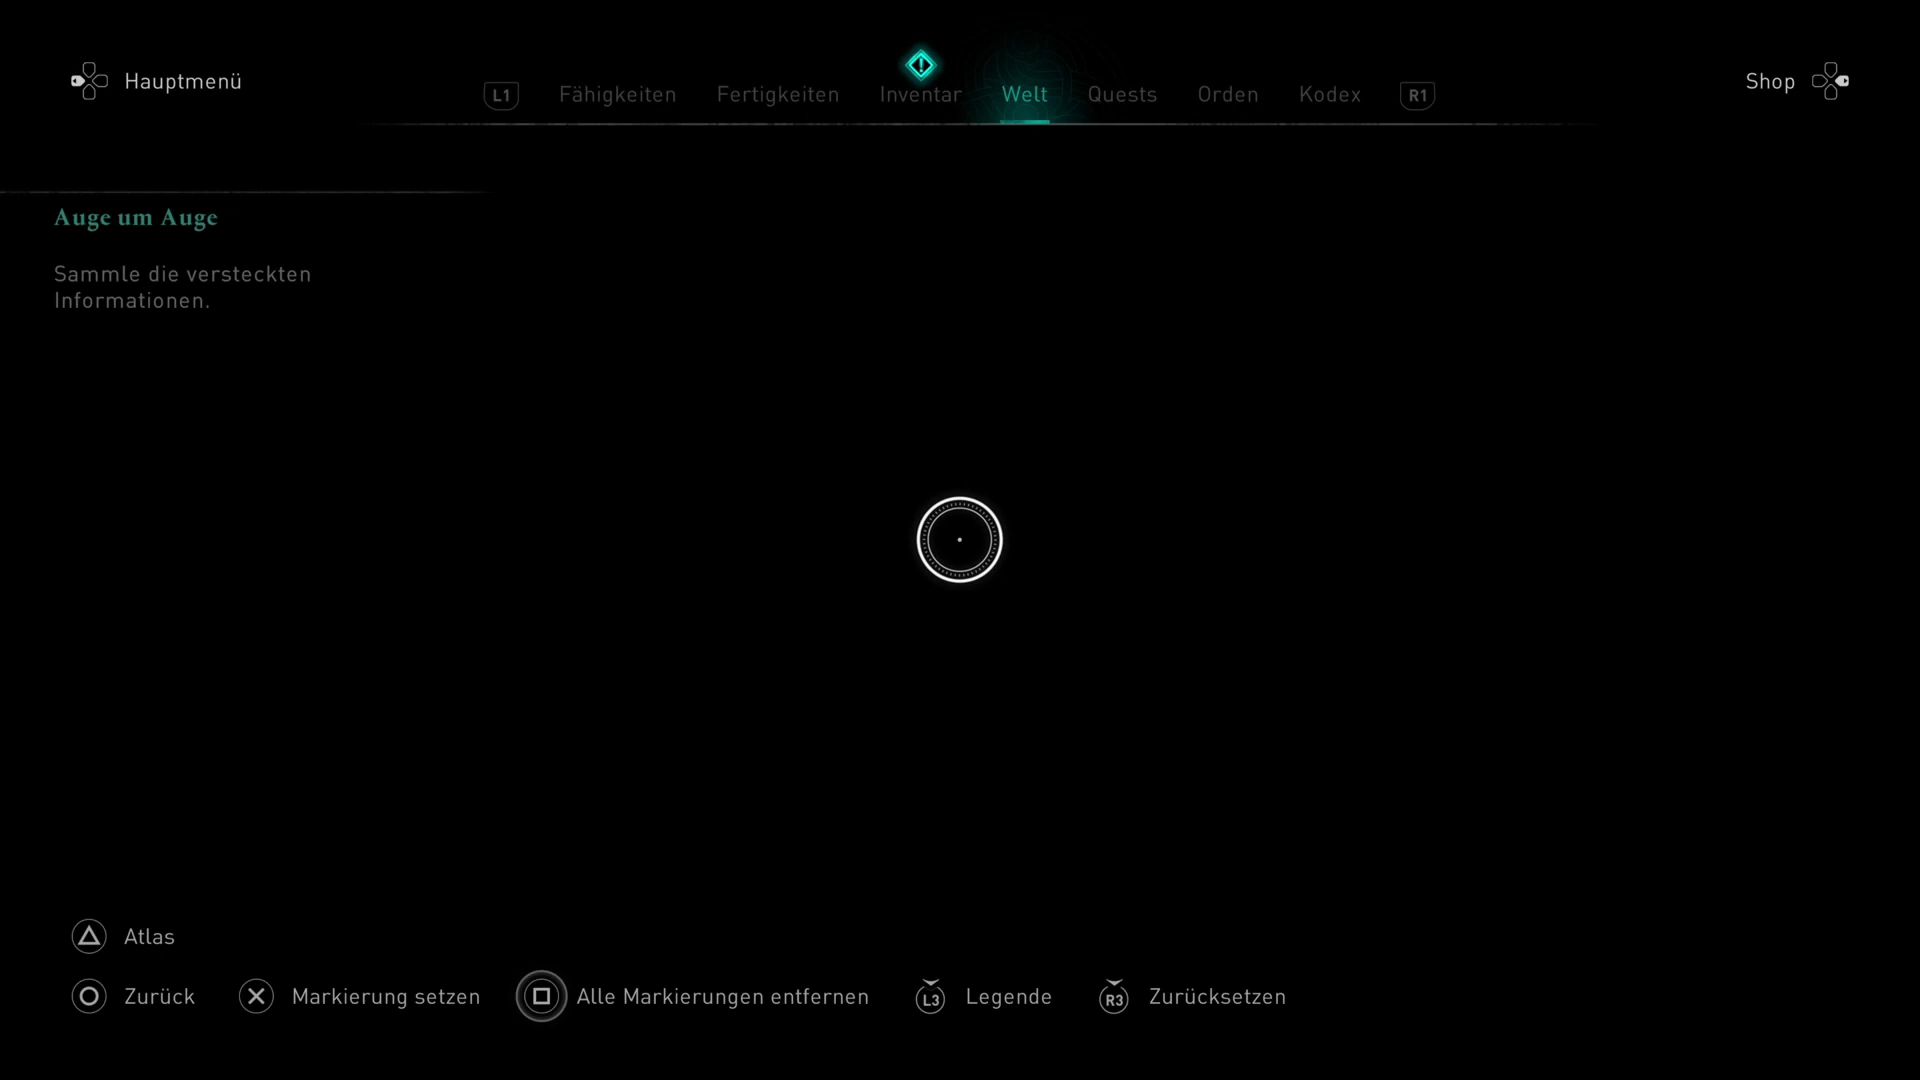 Hauptmenü
L1 Fähigkeiten Fertigkeiten Inventar Welt Quests Orden Kodex R1
Shop
Auge um Auge
Sammle die versteckten
Informationen.
Atlas
Zurück Markierung setzen Alle Markierungen entfernen L3 Legende R3 Zurücksetzen